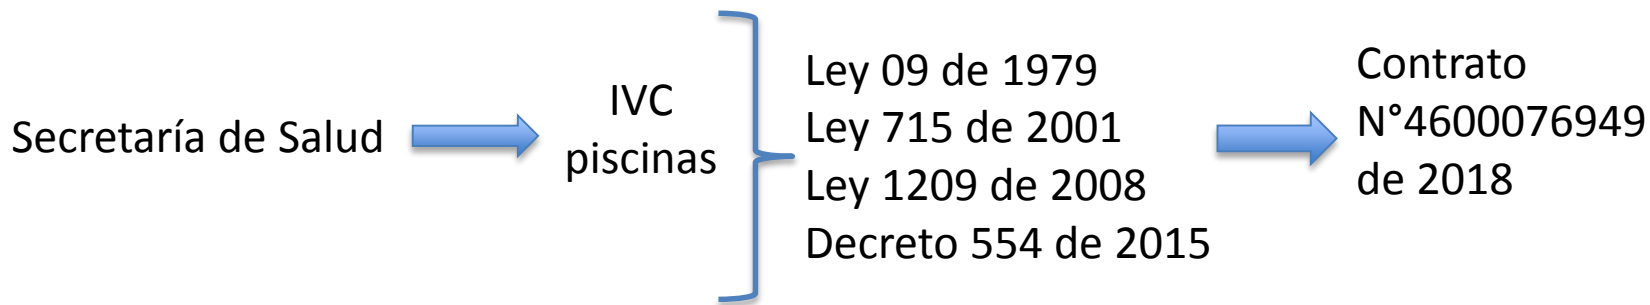 Secretaría de Salud
IVC
piscinas
Ley 09 de 1979
Ley 715 de 2001
Ley 1209 de 2008
Decreto 554 de 2015
Contrato
N°4600076949
de 2018